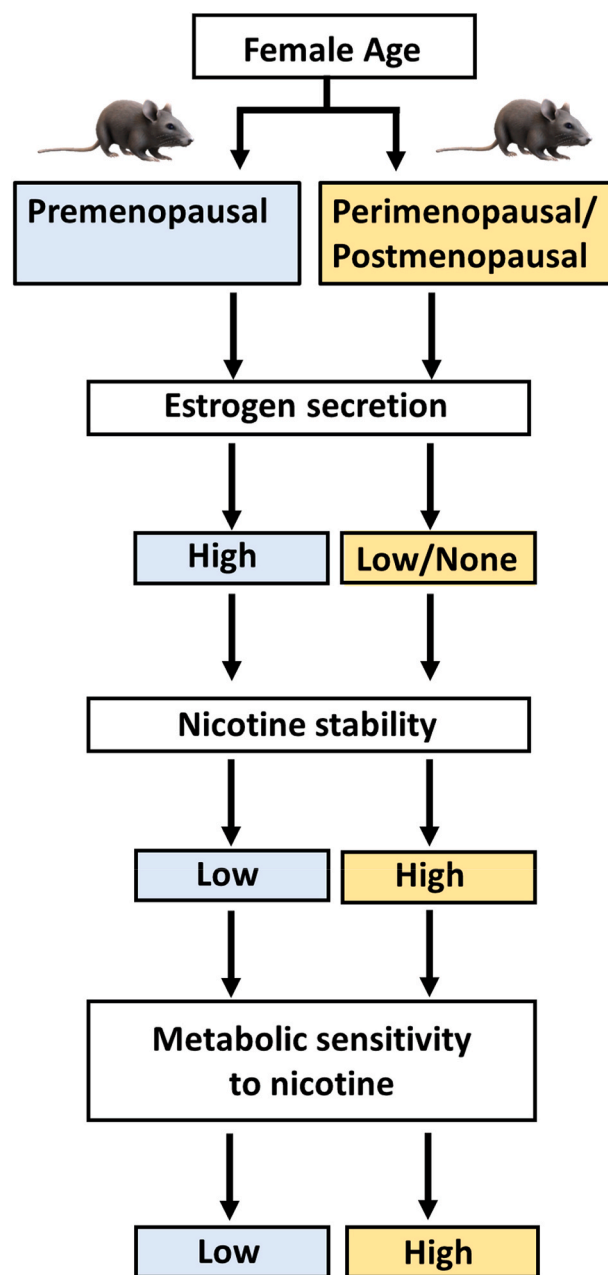 Female Age
Premenopausal
Perimenopausal/
Postmenopausal
Estrogen secretion
High
Low/None
Nicotine stability
Low
High
Metabolic sensitivity
to nicotine
Low
High